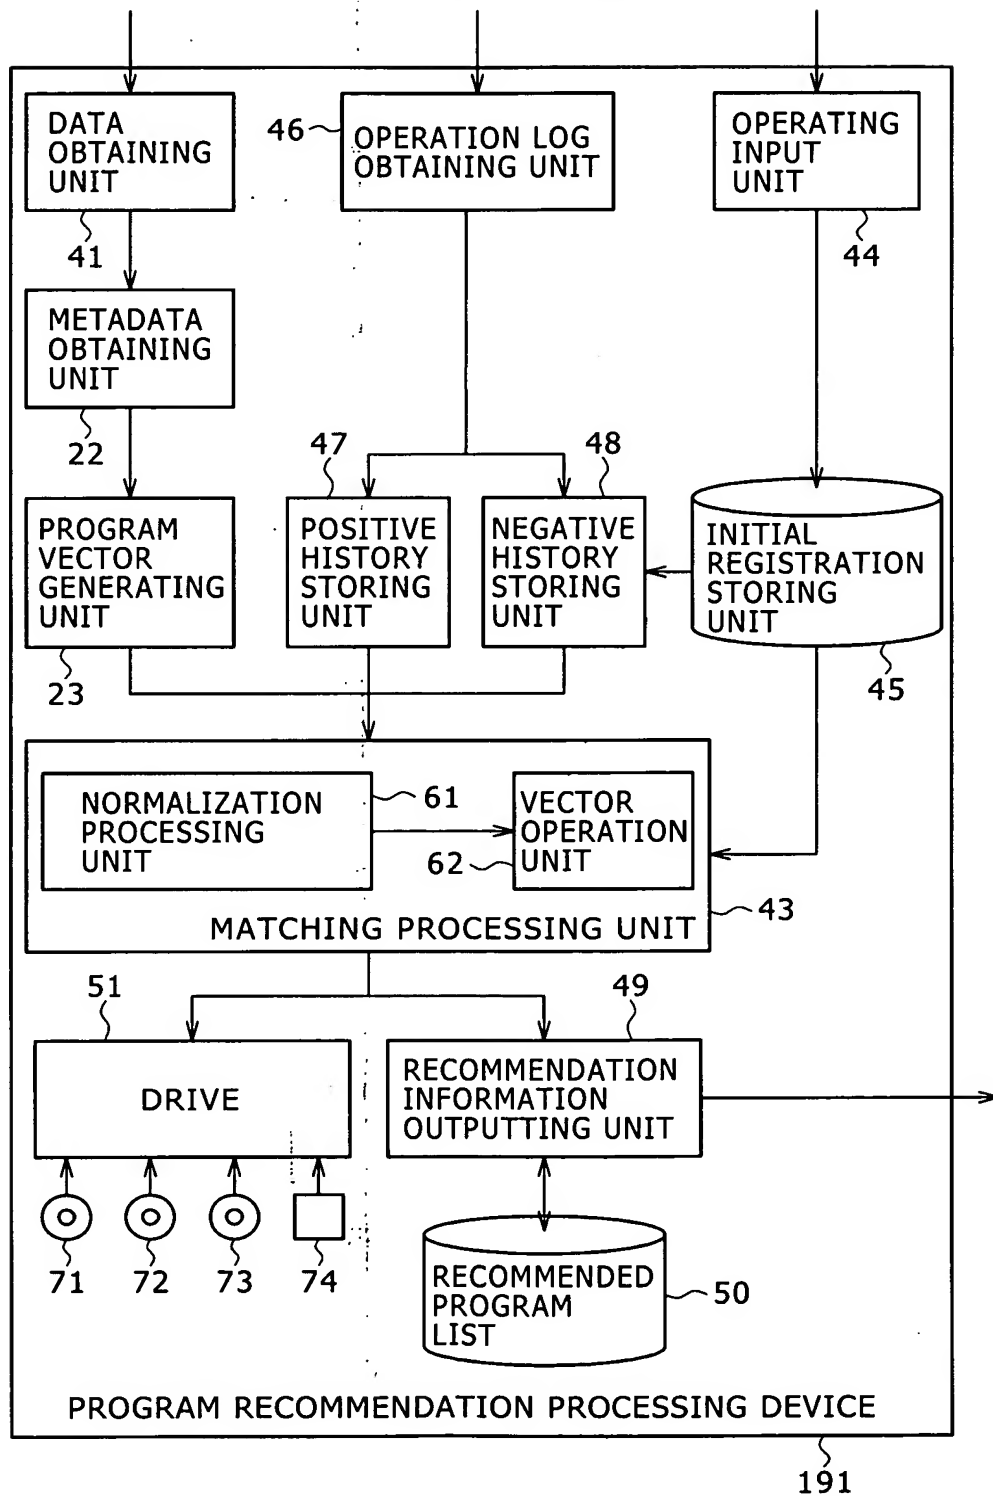 DATA
OBTAINING
UNIT
41
46
OPERATION LOG
OBTAINING UNIT
OPERATING
INPUT
UNIT
44
METADATA
OBTAINING
UNIT
22
PROGRAM
VECTOR
GENERATING
UNIT
23
47
POSITIVE
HISTORY
STORING
UNIT
48
NEGATIVE
HISTORY
STORING
UNIT
INITIAL
REGISTRATION
STORING
UNIT
45
NORMALIZATION
PROCESSING
UNIT
61
VECTOR
OPERATION
UNIT
62
MATCHING PROCESSING UNIT
43
51
DRIVE
49
RECOMMENDATION
INFORMATION
OUTPUTTING UNIT
71
72
73
74
RECOMMENDED
PROGRAM
LIST
50
PROGRAM RECOMMENDATION PROCESSING DEVICE
191